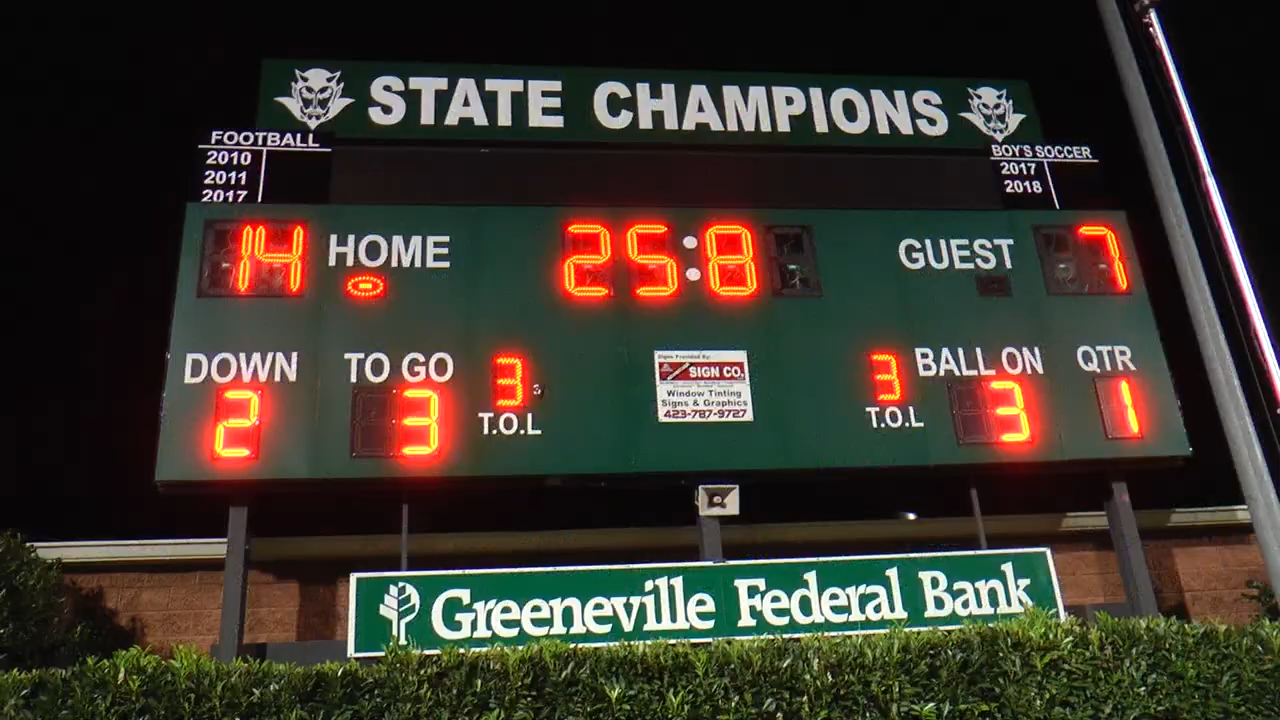 STATE CHAMPIONS
FOOTBALL
2010
2011
2017
BOY'S SOCCER
2017
2018
14 HOME 25:8 GUEST 7
DOWN TO GO 3 3 BALL ON QTR
2 3 T.O.L T.O.L 3 1
SIGN CO.
Window Tinting
Signs & Graphics
423-787-9727
Greeneville Federal Bank